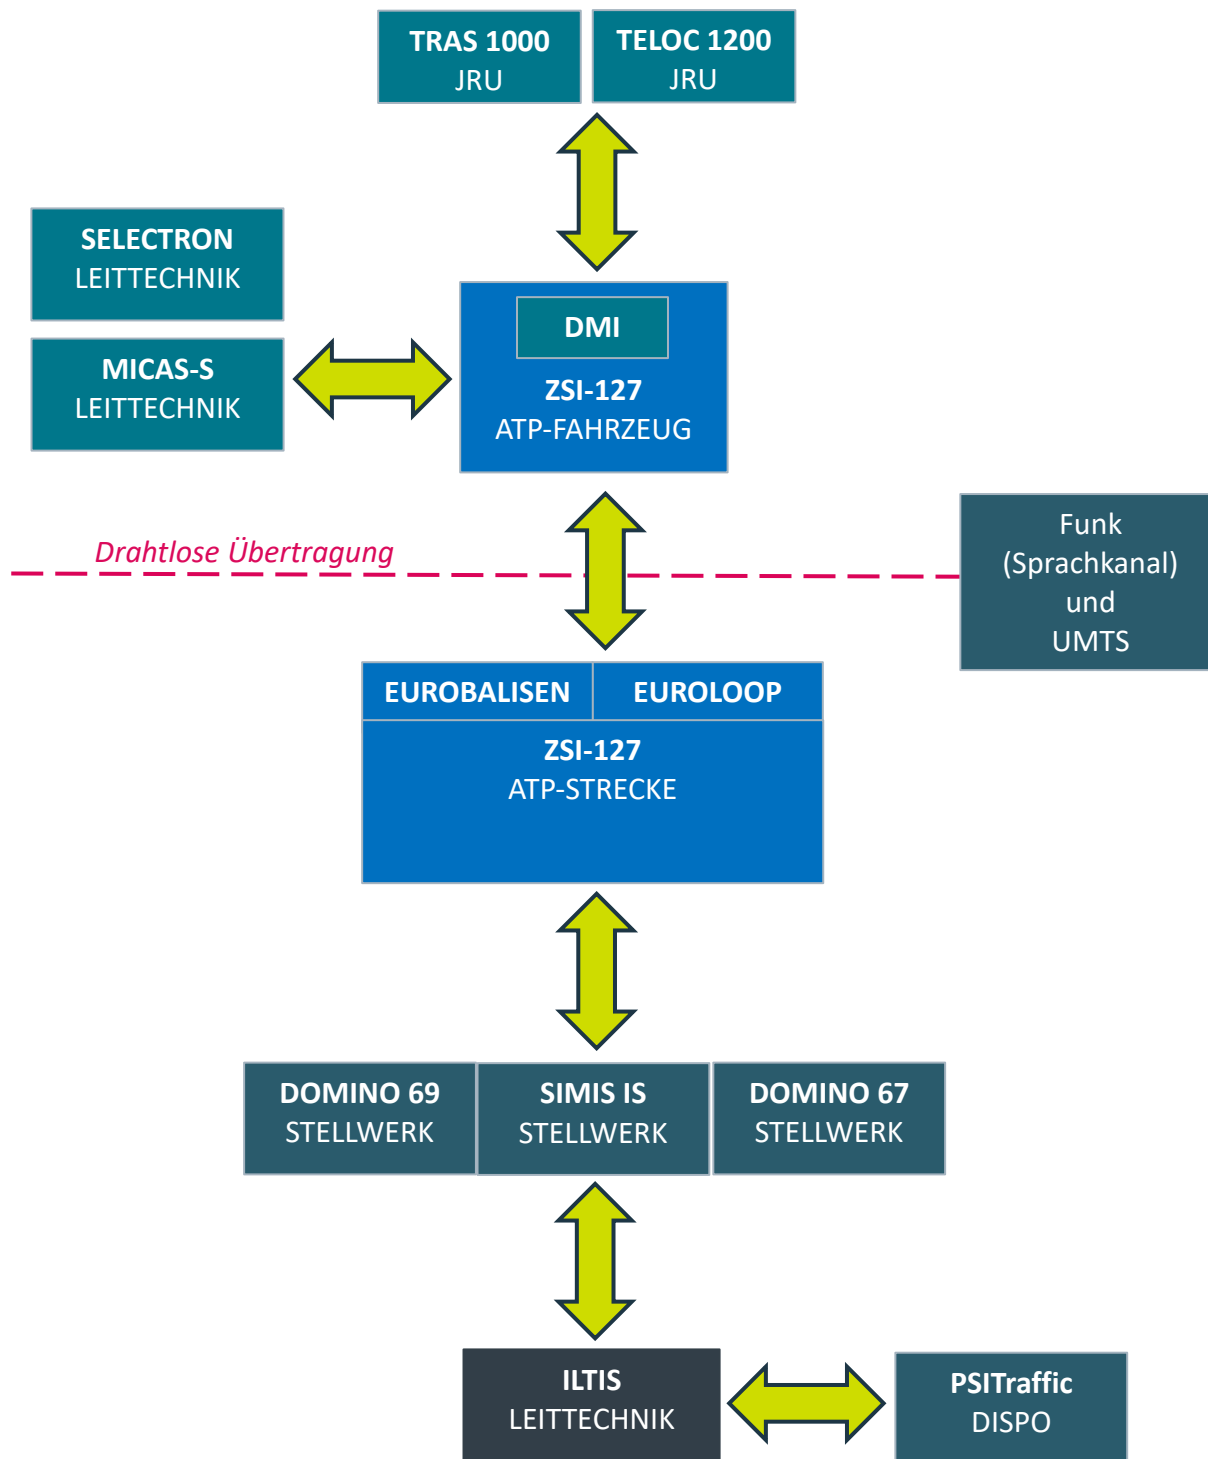 TRAS 1000
JRU
TELOC 1200
JRU
SELECTRON
LEITTECHNIK
MICAS-S
LEITTECHNIK
DMI
ZSI-127
ATP-FAHRZEUG
Drahtlose Übertragung
Funk
(Sprachkanal)
und
UMTS
EUROBALISEN
EUROLOOP
ZSI-127
ATP-STRECKE
DOMINO 69
STELLWERK
SIMIS IS
STELLWERK
DOMINO 67
STELLWERK
ILTIS
LEITTECHNIK
PSITraffic
DISPO